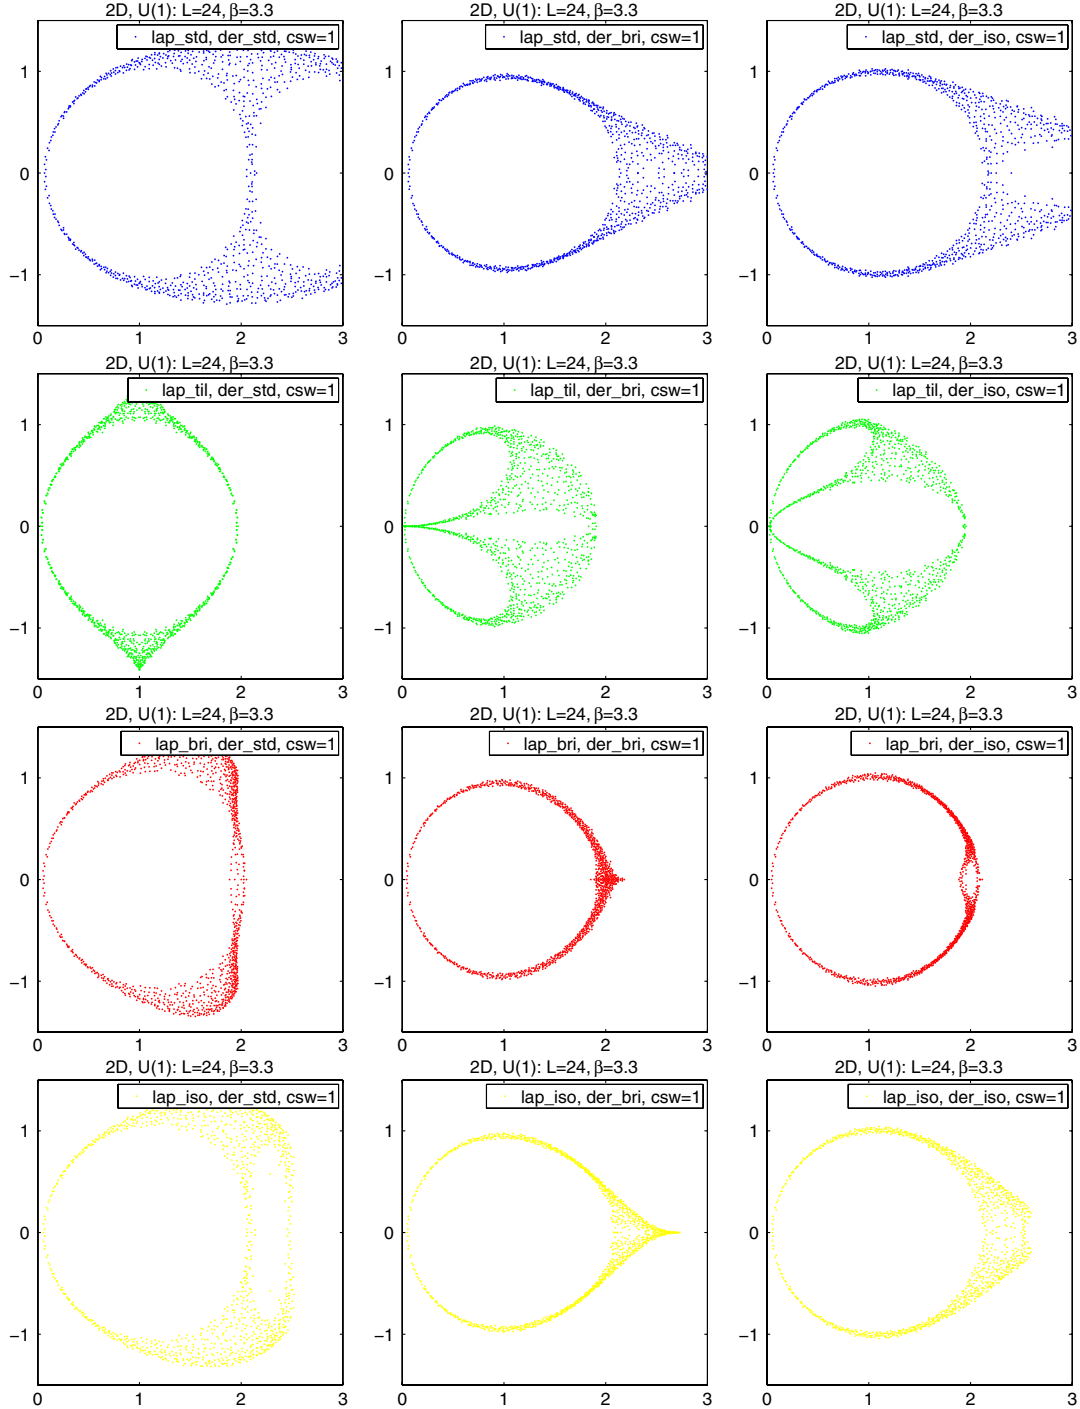 2D, U(1): L=24, β=3.3
lap_std, der_std, csw=1
1
0
−1
0 1 2 3
2D, U(1): L=24, β=3.3
lap_std, der_bri, csw=1
1
0
−1
0 1 2 3
2D, U(1): L=24, β=3.3
lap_std, der_iso, csw=1
1
0
−1
0 1 2 3
2D, U(1): L=24, β=3.3
lap_til, der_std, csw=1
1
0
−1
0 1 2 3
2D, U(1): L=24, β=3.3
lap_til, der_bri, csw=1
1
0
−1
0 1 2 3
2D, U(1): L=24, β=3.3
lap_til, der_iso, csw=1
1
0
−1
0 1 2 3
2D, U(1): L=24, β=3.3
lap_bri, der_std, csw=1
1
0
−1
0 1 2 3
2D, U(1): L=24, β=3.3
lap_bri, der_bri, csw=1
1
0
−1
0 1 2 3
2D, U(1): L=24, β=3.3
lap_bri, der_iso, csw=1
1
0
−1
0 1 2 3
2D, U(1): L=24, β=3.3
lap_iso, der_std, csw=1
1
0
−1
0 1 2 3
2D, U(1): L=24, β=3.3
lap_iso, der_bri, csw=1
1
0
−1
0 1 2 3
2D, U(1): L=24, β=3.3
lap_iso, der_iso, csw=1
1
0
−1
0 1 2 3